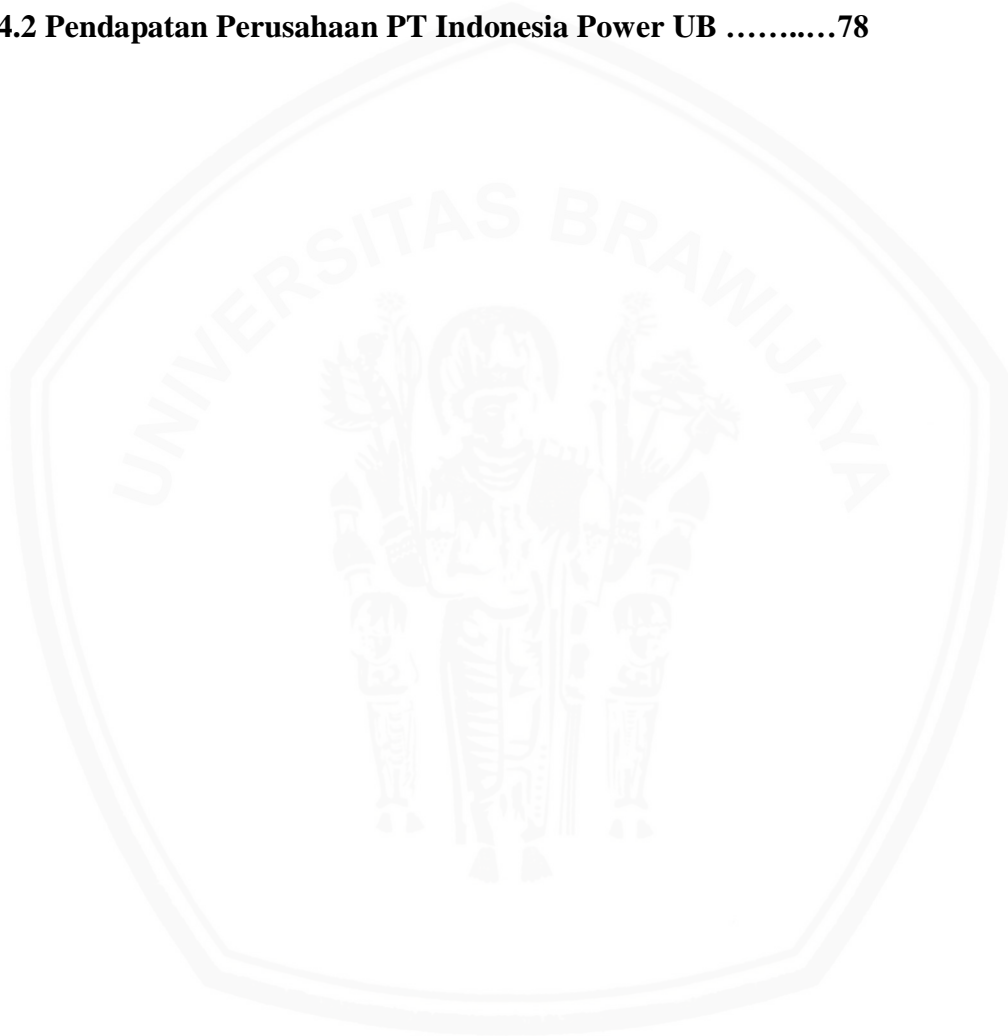 4.2 Pendapatan Perusahaan PT Indonesia Power UB ……..…78
UNIVERSITAS BRAWIJAYA